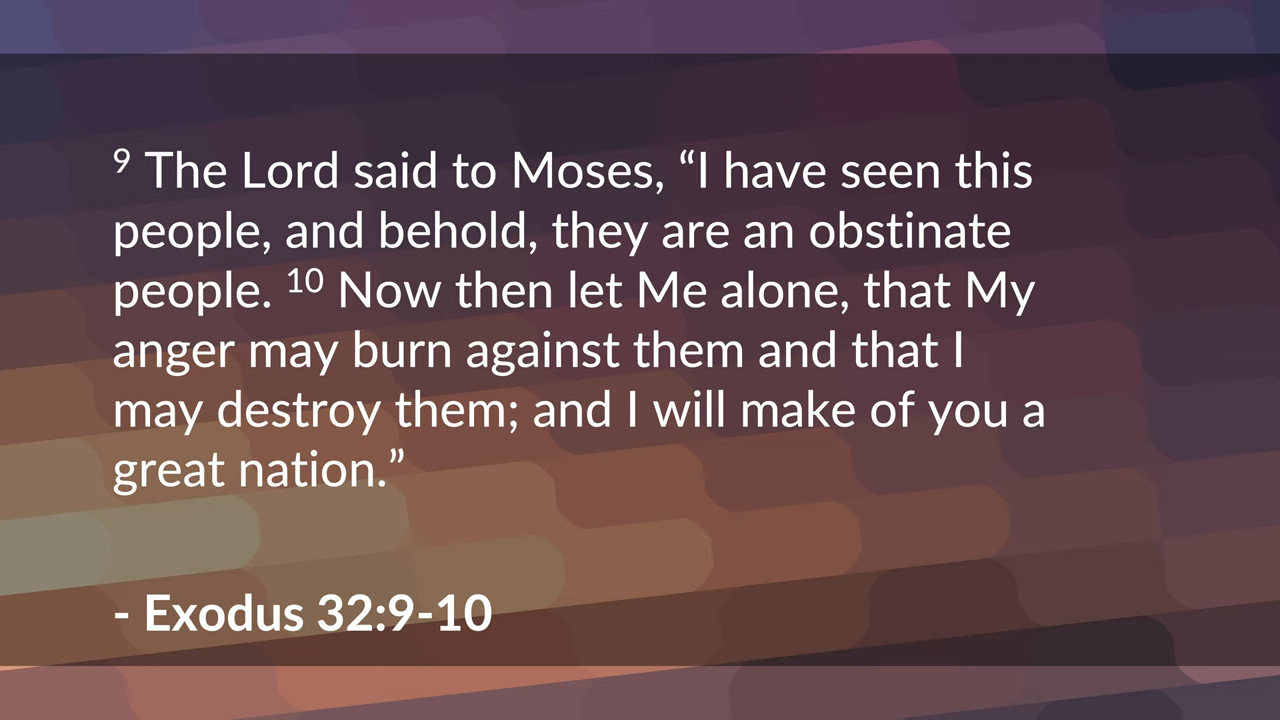 ⁹ The Lord said to Moses, “I have seen this
people, and behold, they are an obstinate
people. ¹⁰ Now then let Me alone, that My
anger may burn against them and that I
may destroy them; and I will make of you a
great nation.”
- Exodus 32:9-10